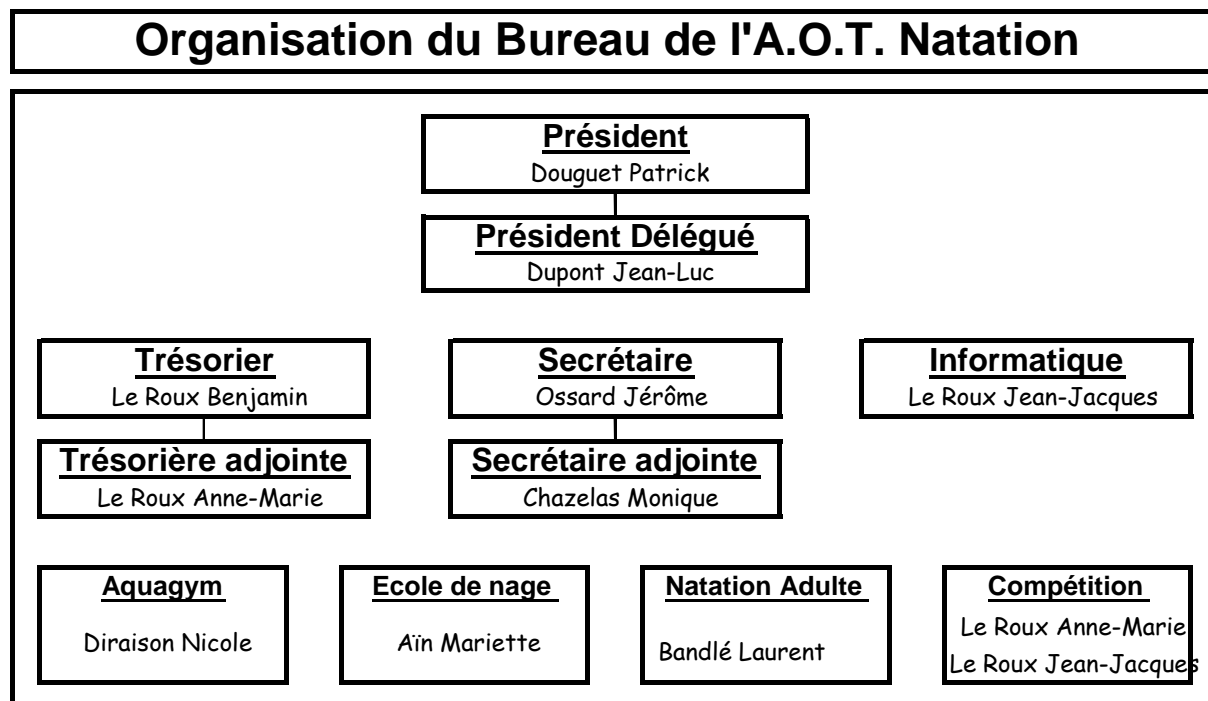 Organisation du Bureau de l'A.O.T. Natation
Président
Douguet Patrick
Président Délégué
Dupont Jean-Luc
Trésorier
Le Roux Benjamin
Secrétaire
Ossard Jérôme
Informatique
Le Roux Jean-Jacques
Trésorière adjointe
Le Roux Anne-Marie
Secrétaire adjointe
Chazelas Monique
Aquagym
Diraison Nicole
Ecole de nage
Aïn Mariette
Natation Adulte
Bandlé Laurent
Compétition
Le Roux Anne-Marie
Le Roux Jean-Jacques